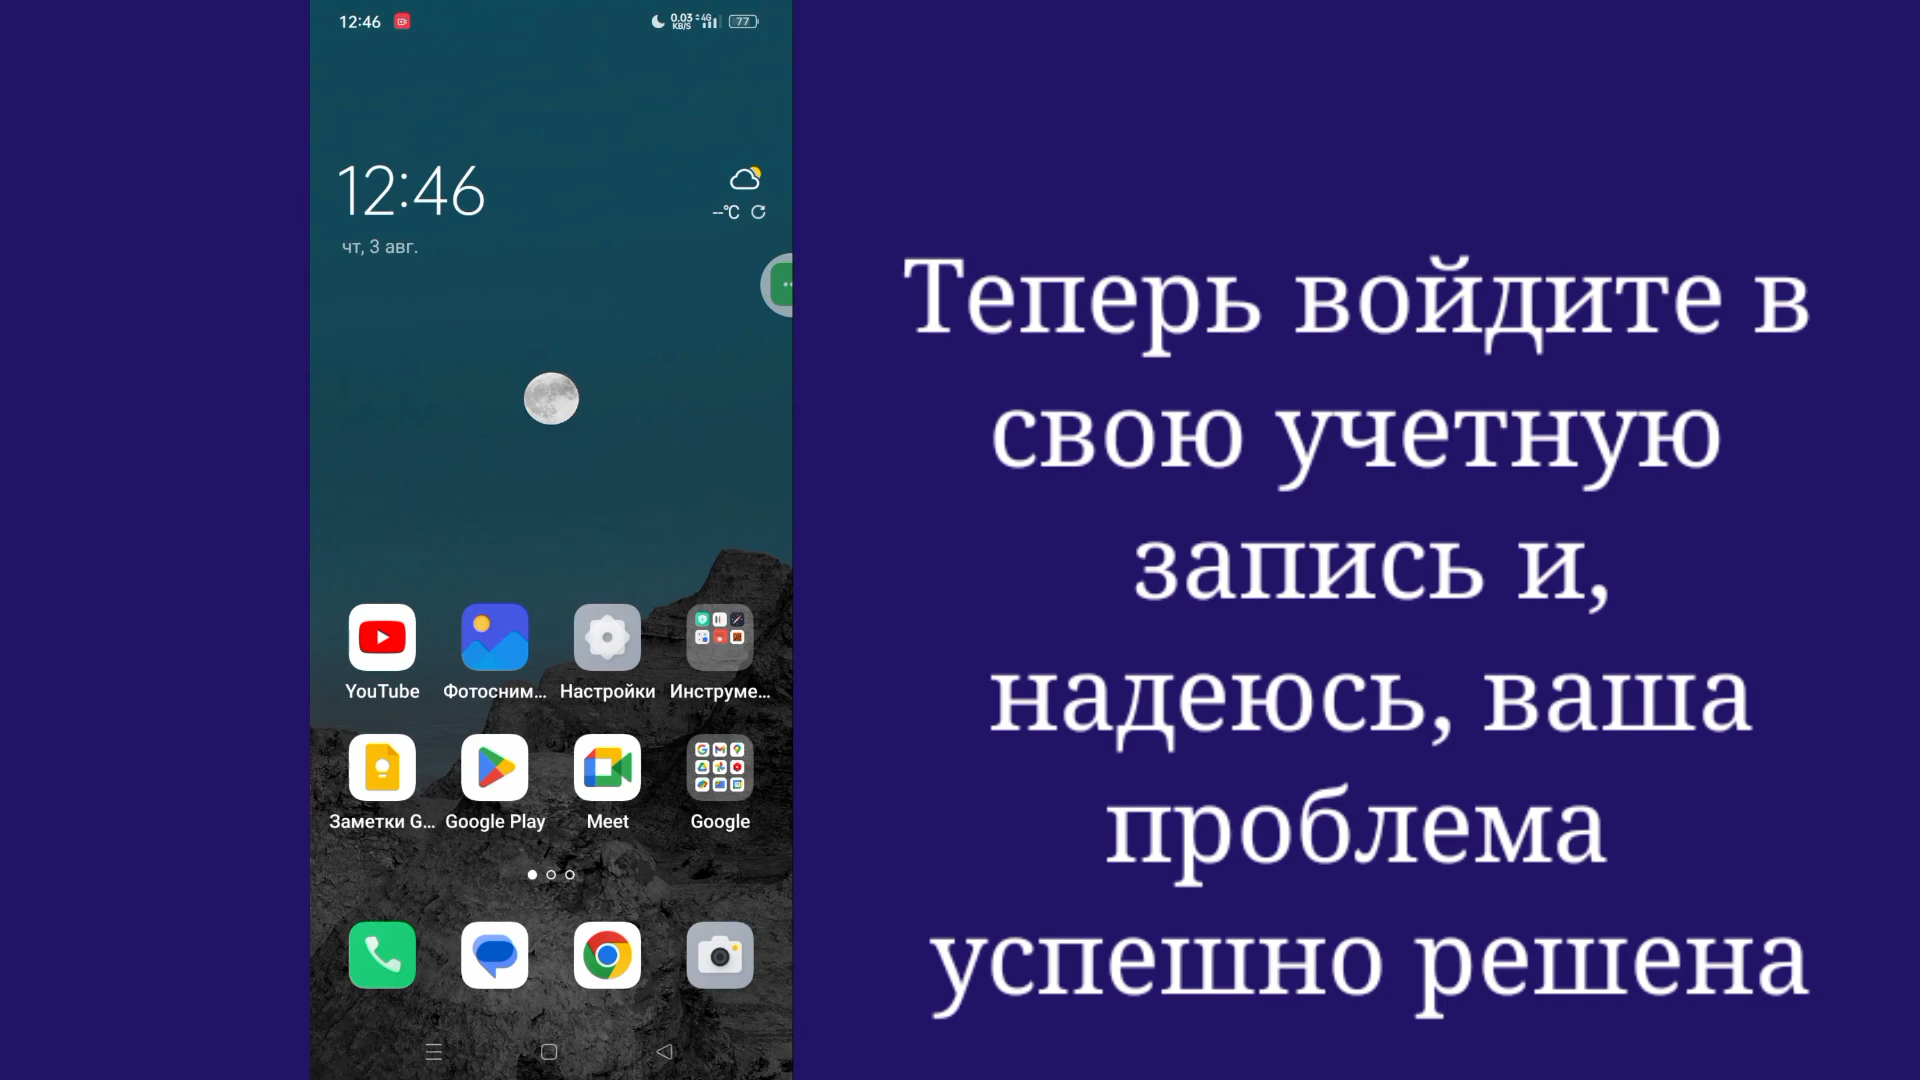 12:46
0.03 KB/S 4G 77
12:46
--°C
чт, 3 авг.
YouTube Фотосним... Настройки Инструме...
Заметки G... Google Play Meet Google
Теперь войдите в
свою учетную
запись и,
надеюсь, ваша
проблема
успешно решена